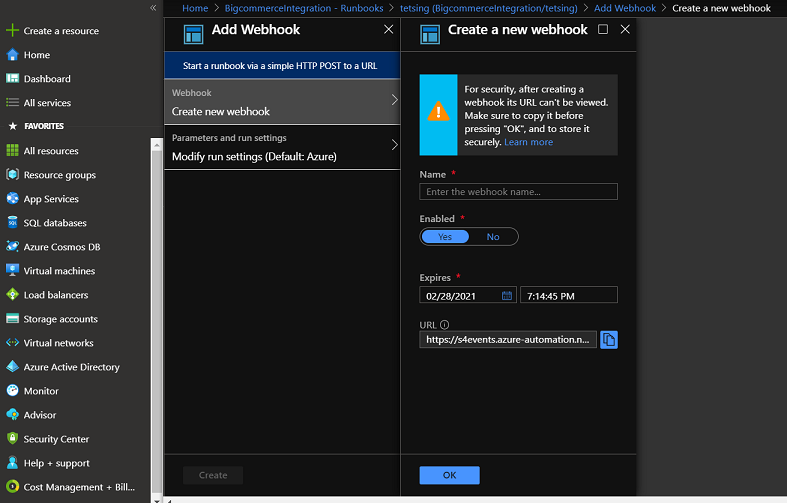 Home > BigcommerceIntegration - Runbooks > tetsing (BigcommerceIntegration/tetsing) > Add Webhook > Create a new webhook
«
Create a resource
Home
Dashboard
All services
FAVORITES
All resources
Resource groups
App Services
SQL databases
Azure Cosmos DB
Virtual machines
Load balancers
Storage accounts
Virtual networks
Azure Active Directory
Monitor
Advisor
Security Center
Help + support
Cost Management + Bill...
Add Webhook
Start a runbook via a simple HTTP POST to a URL
Webhook
Create new webhook
Parameters and run settings
Modify run settings (Default: Azure)
Create
Create a new webhook
For security, after creating a
webhook its URL can't be viewed.
Make sure to copy it before
pressing "OK", and to store it
securely. Learn more
Name *
Enter the webhook name...
Enabled *
Yes No
Expires *
02/28/2021 7:14:45 PM
URL
https://s4events.azure-automation.n...
OK